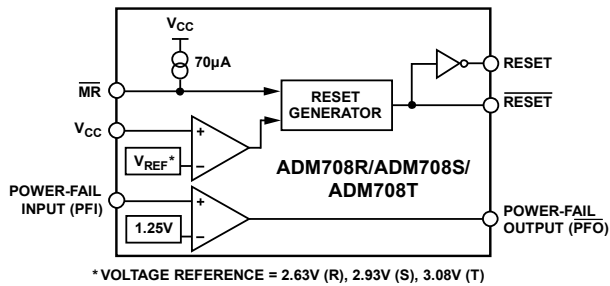 VCC
70μA
MR
VCC
VREF*
POWER-FAIL
INPUT (PFI)
1.25V
+
−
+
−
RESET
GENERATOR
ADM708R/ADM708S/
ADM708T
RESET
RESET
POWER-FAIL
OUTPUT (PFO)
* VOLTAGE REFERENCE = 2.63V (R), 2.93V (S), 3.08V (T)